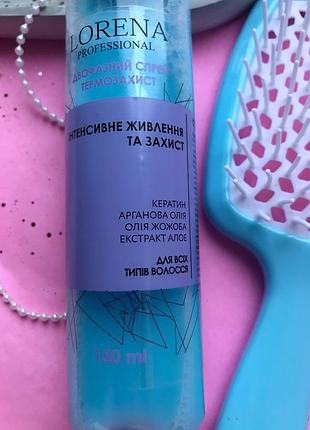 LORENA
PROFESSIONAL
ДВОФАЗНИЙ СПРЕЙ
ТЕРМОЗАХИСТ
ІНТЕНСИВНЕ ЖИВЛЕННЯ
ТА ЗАХИСТ
КЕРАТИН
АРГАНОВА ОЛІЯ
ОЛІЯ ЖОЖОБА
ЕКСТРАКТ АЛОЕ
ДЛЯ ВСІХ
ТИПІВ ВОЛОССЯ
150 ml